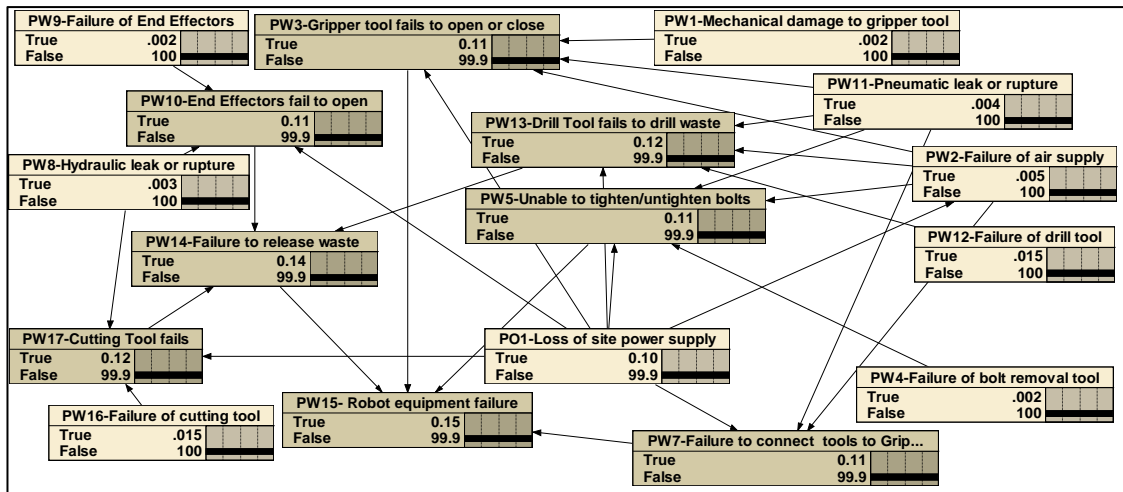 PW9-Failure of End Effectors
True .002
False 100
PW3-Gripper tool fails to open or close
True 0.11
False 99.9
PW1-Mechanical damage to gripper tool
True .002
False 100
PW10-End Effectors fail to open
True 0.11
False 99.9
PW11-Pneumatic leak or rupture
True .004
False 100
PW13-Drill Tool fails to drill waste
True 0.12
False 99.9
PW8-Hydraulic leak or rupture
True .003
False 100
PW2-Failure of air supply
True .005
False 100
PW5-Unable to tighten/untighten bolts
True 0.11
False 99.9
PW14-Failure to release waste
True 0.14
False 99.9
PW12-Failure of drill tool
True .015
False 100
PW17-Cutting Tool fails
True 0.12
False 99.9
PO1-Loss of site power supply
True 0.10
False 99.9
PW4-Failure of bolt removal tool
True .002
False 100
PW15- Robot equipment failure
True 0.15
False 99.9
PW16-Failure of cutting tool
True .015
False 100
PW7-Failure to connect tools to Grip...
True 0.11
False 99.9